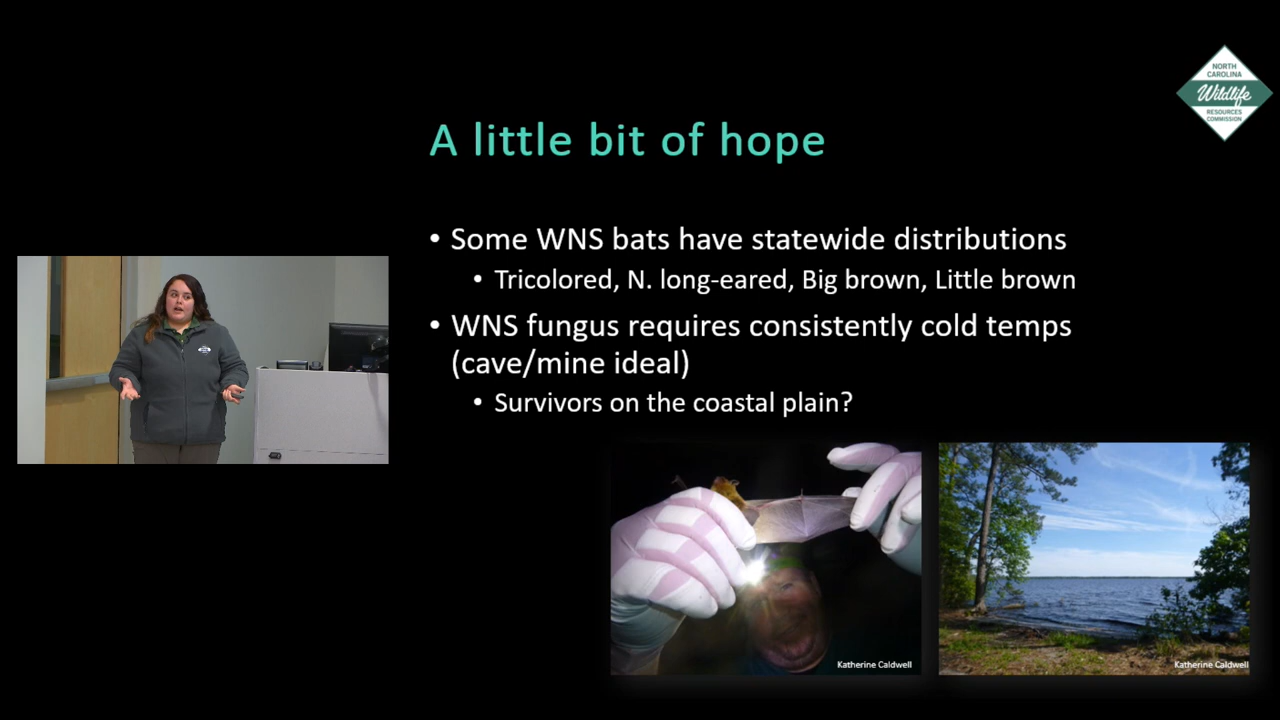 NORTH
CAROLINA
Wildlife
RESOURCES
COMMISSION
A little bit of hope
• Some WNS bats have statewide distributions
• Tricolored, N. long-eared, Big brown, Little brown
• WNS fungus requires consistently cold temps
(cave/mine ideal)
• Survivors on the coastal plain?
Katherine Caldwell
Katherine Caldwell